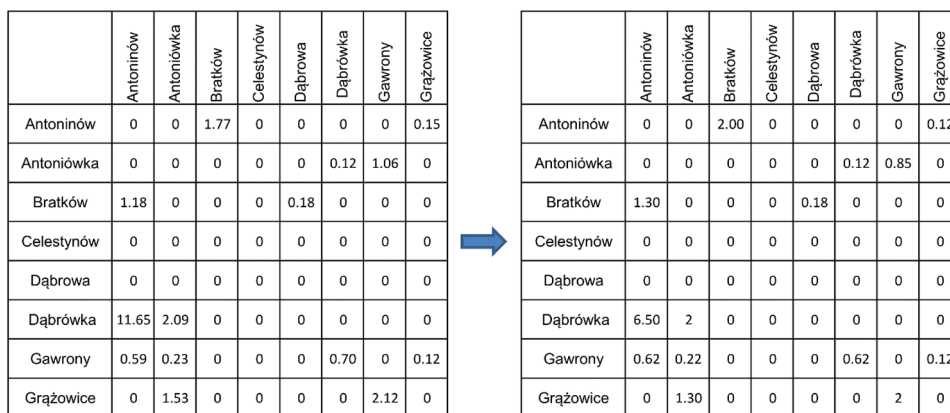 Antoninów Antoniówka Bratków Celestynów Dąbrowa Dąbrówka Gawrony Grążowice
Antoninów 0 0 1.77 0 0 0 0 0.15
Antoniówka 0 0 0 0 0 0.12 1.06 0
Bratków 1.18 0 0 0 0.18 0 0 0
Celestynów 0 0 0 0 0 0 0 0
Dąbrowa 0 0 0 0 0 0 0 0
Dąbrówka 11.65 2.09 0 0 0 0 0 0
Gawrony 0.59 0.23 0 0 0 0.70 0 0.12
Grążowice 0 1.53 0 0 0 0 2.12 0
Antoninów Antoniówka Bratków Celestynów Dąbrowa Dąbrówka Gawrony Grążowice
Antoninów 0 0 2.00 0 0 0 0 0.12
Antoniówka 0 0 0 0 0 0.12 0.85 0
Bratków 1.30 0 0 0 0.18 0 0 0
Celestynów 0 0 0 0 0 0 0 0
Dąbrowa 0 0 0 0 0 0 0 0
Dąbrówka 6.50 2 0 0 0 0 0 0
Gawrony 0.62 0.22 0 0 0 0.62 0 0.12
Grążowice 0 1.30 0 0 0 0 2 0